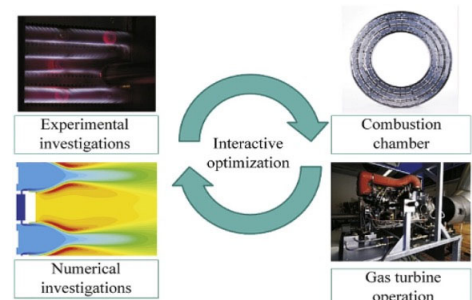 Experimental
investigations
Combustion
chamber
Interactive
optimization
Numerical
investigations
Gas turbine
operation